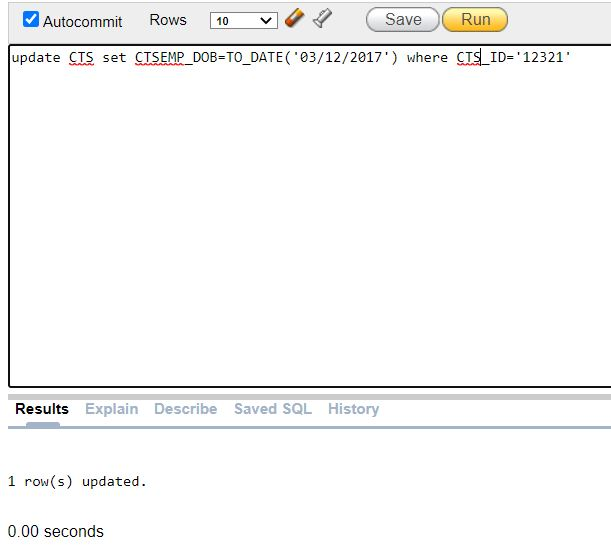 Autocommit Rows 10 Save Run
update CTS set CTSEMP_DOB=TO_DATE('03/12/2017') where CTS_ID='12321'
Results Explain Describe Saved SQL History
1 row(s) updated.
0.00 seconds